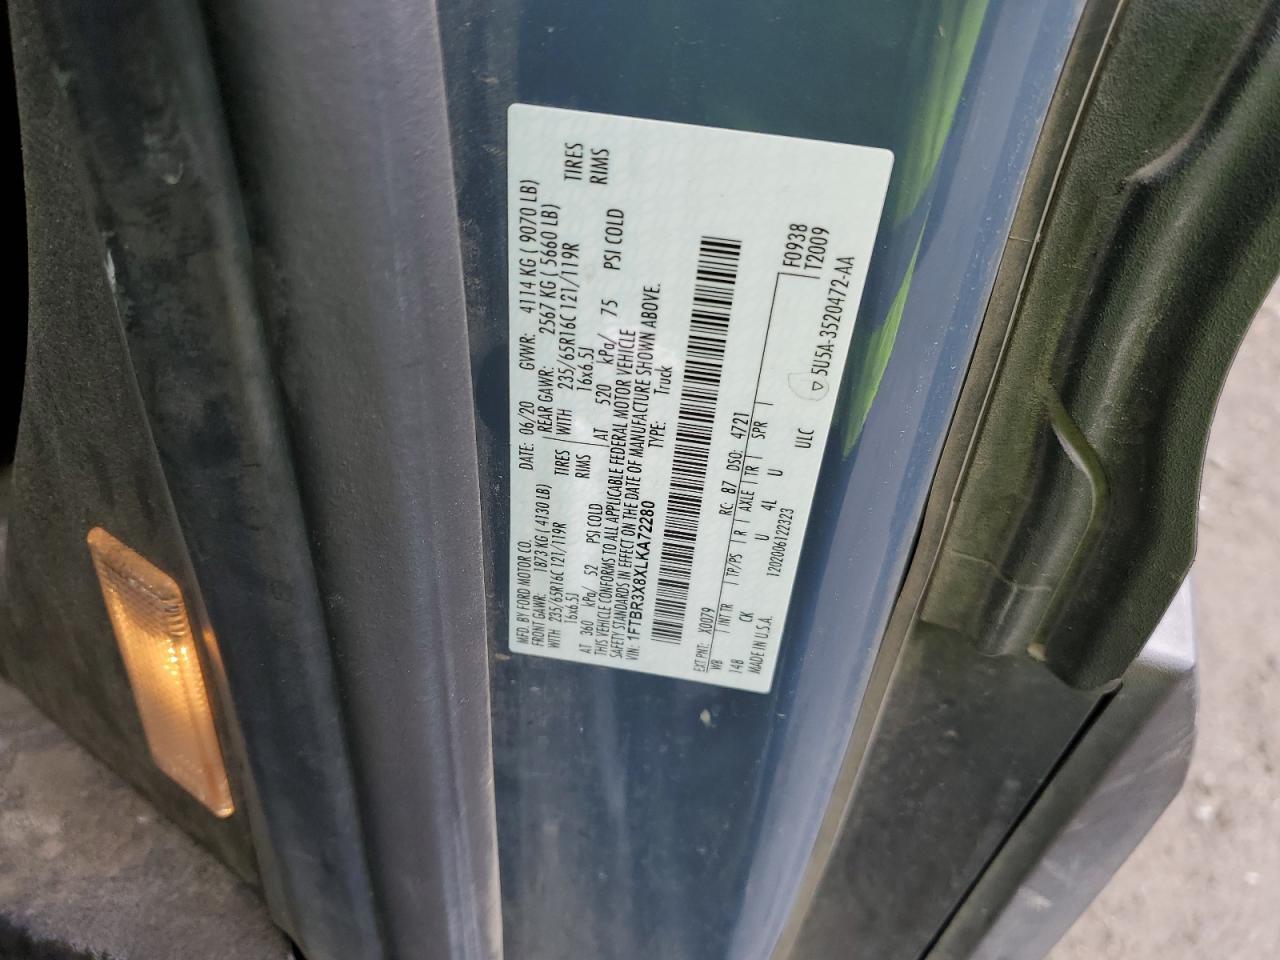 MFD. BY FORD MOTOR CO.
DATE: 06/20 GVWR: 4114 KG ( 9070 LB)
FRONT GAWR: 1873 KG ( 4130 LB) REAR GAWR: 2567 KG ( 5660 LB)
WITH 235/65R16C 121/119R TIRES WITH 235/65R16C 121/119R TIRES
16x6.5J RIMS 16x6.5J RIMS
AT 360 kPa/ 52 PSI COLD AT 520 kPa/ 75 PSI COLD
THIS VEHICLE CONFORMS TO ALL APPLICABLE FEDERAL MOTOR VEHICLE
SAFETY STANDARDS IN EFFECT ON THE DATE OF MANUFACTURE SHOWN ABOVE.
VIN: 1FTBR3X8XLKA72280 TYPE: Truck
EXT PNT: X0079 RC: 87 DSO: 4721 F0938
WB INT TR TP/PS R AXLE TR SPR T2009
148 CK U 4L U
MADE IN U.S.A. 1202006122323 ULC 5U5A-3520472-AA